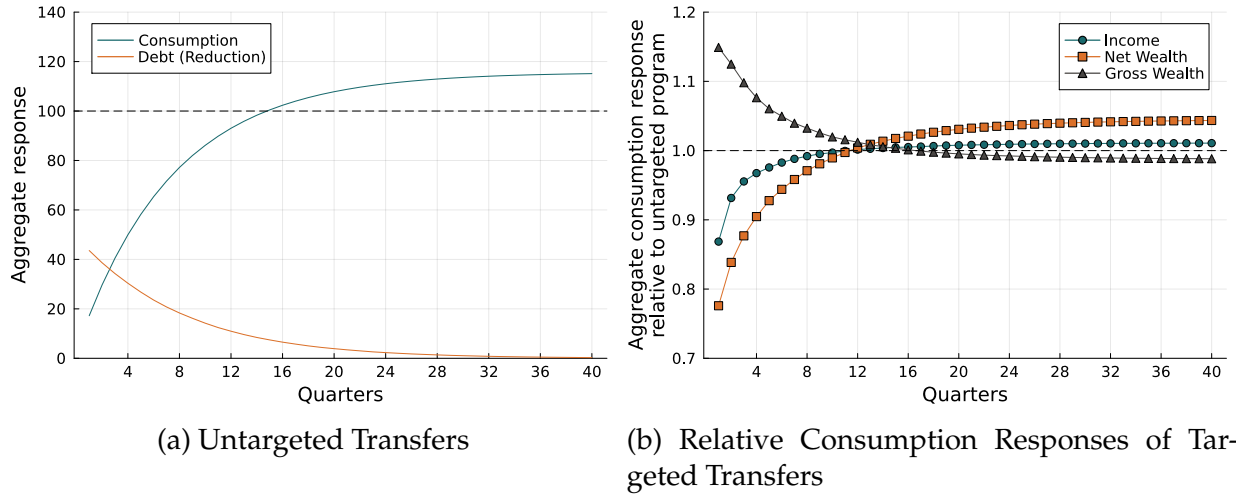 Consumption
Debt (Reduction)
Aggregate response
140
120
100
80
60
40
20
0
4 8 12 16 20 24 28 32 36 40
Quarters
(a) Untargeted Transfers
Income
Net Wealth
Gross Wealth
Aggregate consumption response
relative to untargeted program
1.2
1.1
1.0
0.9
0.8
0.7
4 8 12 16 20 24 28 32 36 40
Quarters
(b) Relative Consumption Responses of Tar-
geted Transfers